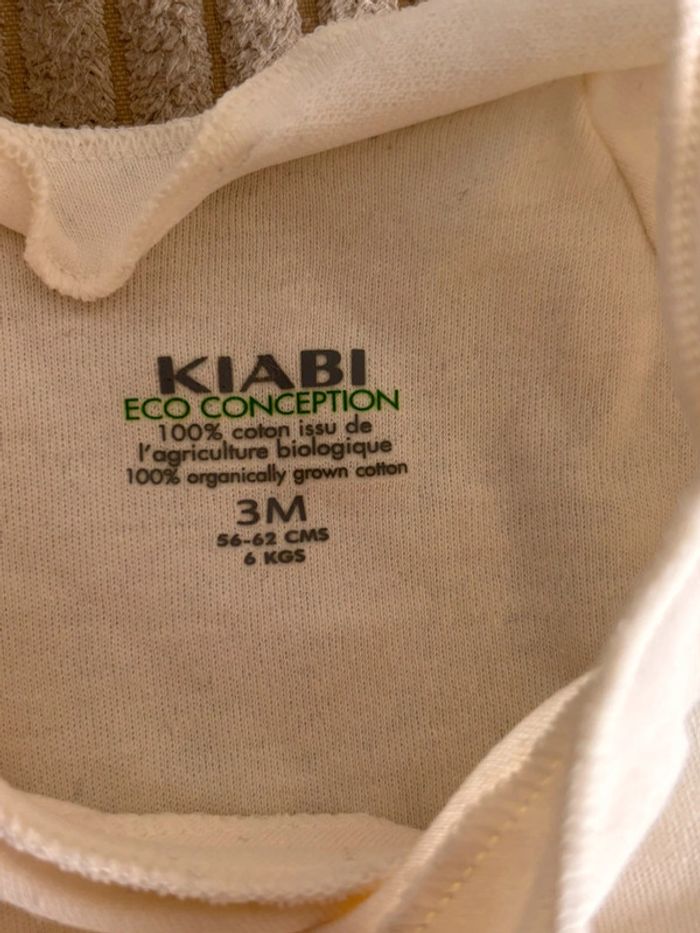 KIABI
ECO CONCEPTION
100% coton issu de
l'agriculture biologique
100% organically grown cotton
3M
56-62 CMS
6 KGS